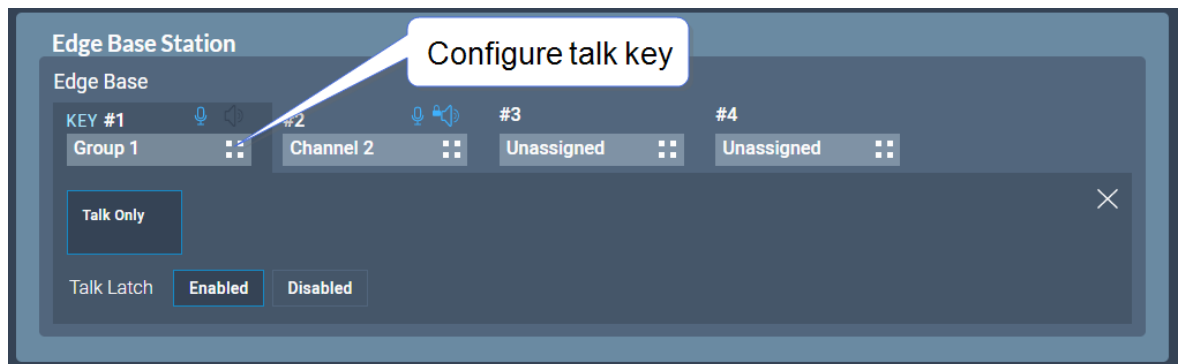 Edge Base Station
Configure talk key
Edge Base
KEY #1 #2 #3 #4
Group 1 Channel 2 Unassigned Unassigned
Talk Only
Talk Latch Enabled Disabled